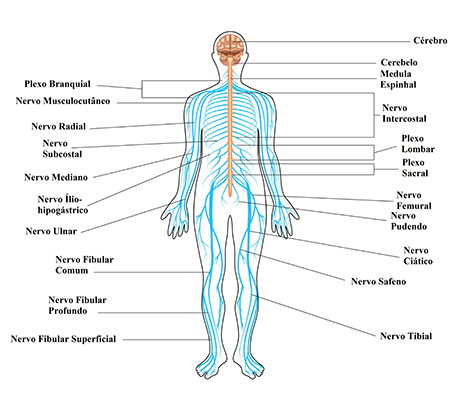 Cérebro
Cerebelo
Medula
Espinhal
Plexo Branquial
Nervo Musculocutâneo
Nervo
Intercostal
Nervo Radial
Nervo
Subcostal
Plexo
Lombar
Plexo
Sacral
Nervo Mediano
Nervo Ílio-
hipogástrico
Nervo
Femural
Nervo
Pudendo
Nervo Ulnar
Nervo
Ciático
Nervo Fibular
Comum
Nervo Safeno
Nervo Fibular
Profundo
Nervo Fibular Superficial
Nervo Tibial